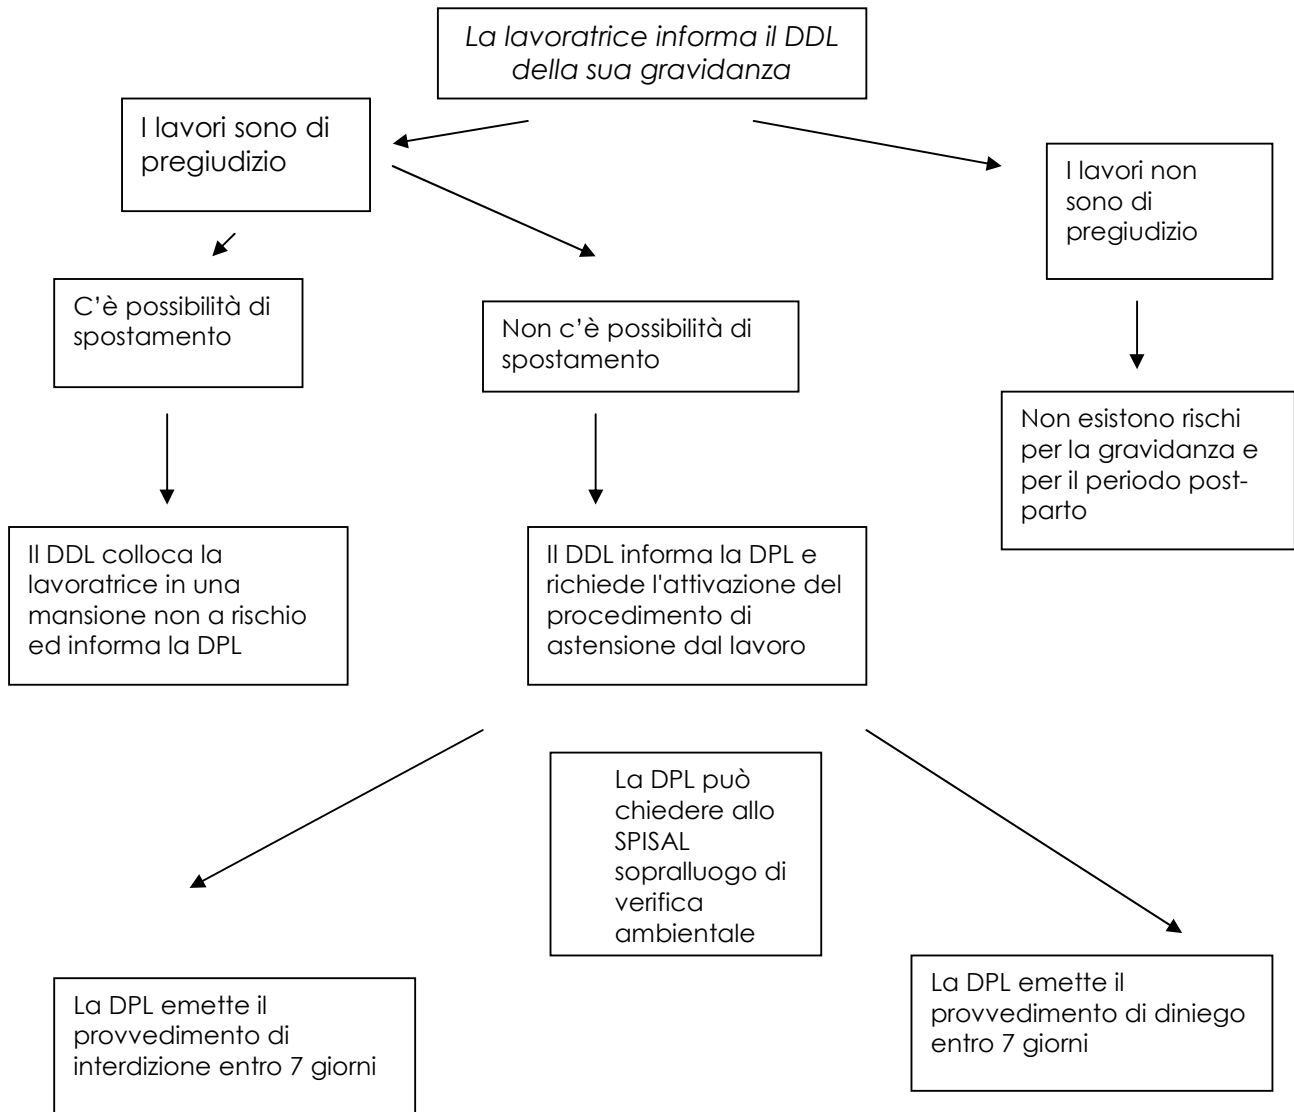 La lavoratrice informa il DDL
della sua gravidanza
I lavori sono di
pregiudizio
I lavori non
sono di
pregiudizio
C'è possibilità di
spostamento
Non c'è possibilità di
spostamento
Non esistono rischi
per la gravidanza e
per il periodo post-
parto
Il DDL colloca la
lavoratrice in una
mansione non a rischio
ed informa la DPL
Il DDL informa la DPL e
richiede l'attivazione del
procedimento di
astensione dal lavoro
La DPL può
chiedere allo
SPISAL
sopralluogo di
verifica
ambientale
La DPL emette il
provvedimento di
interdizione entro 7 giorni
La DPL emette il
provvedimento di diniego
entro 7 giorni